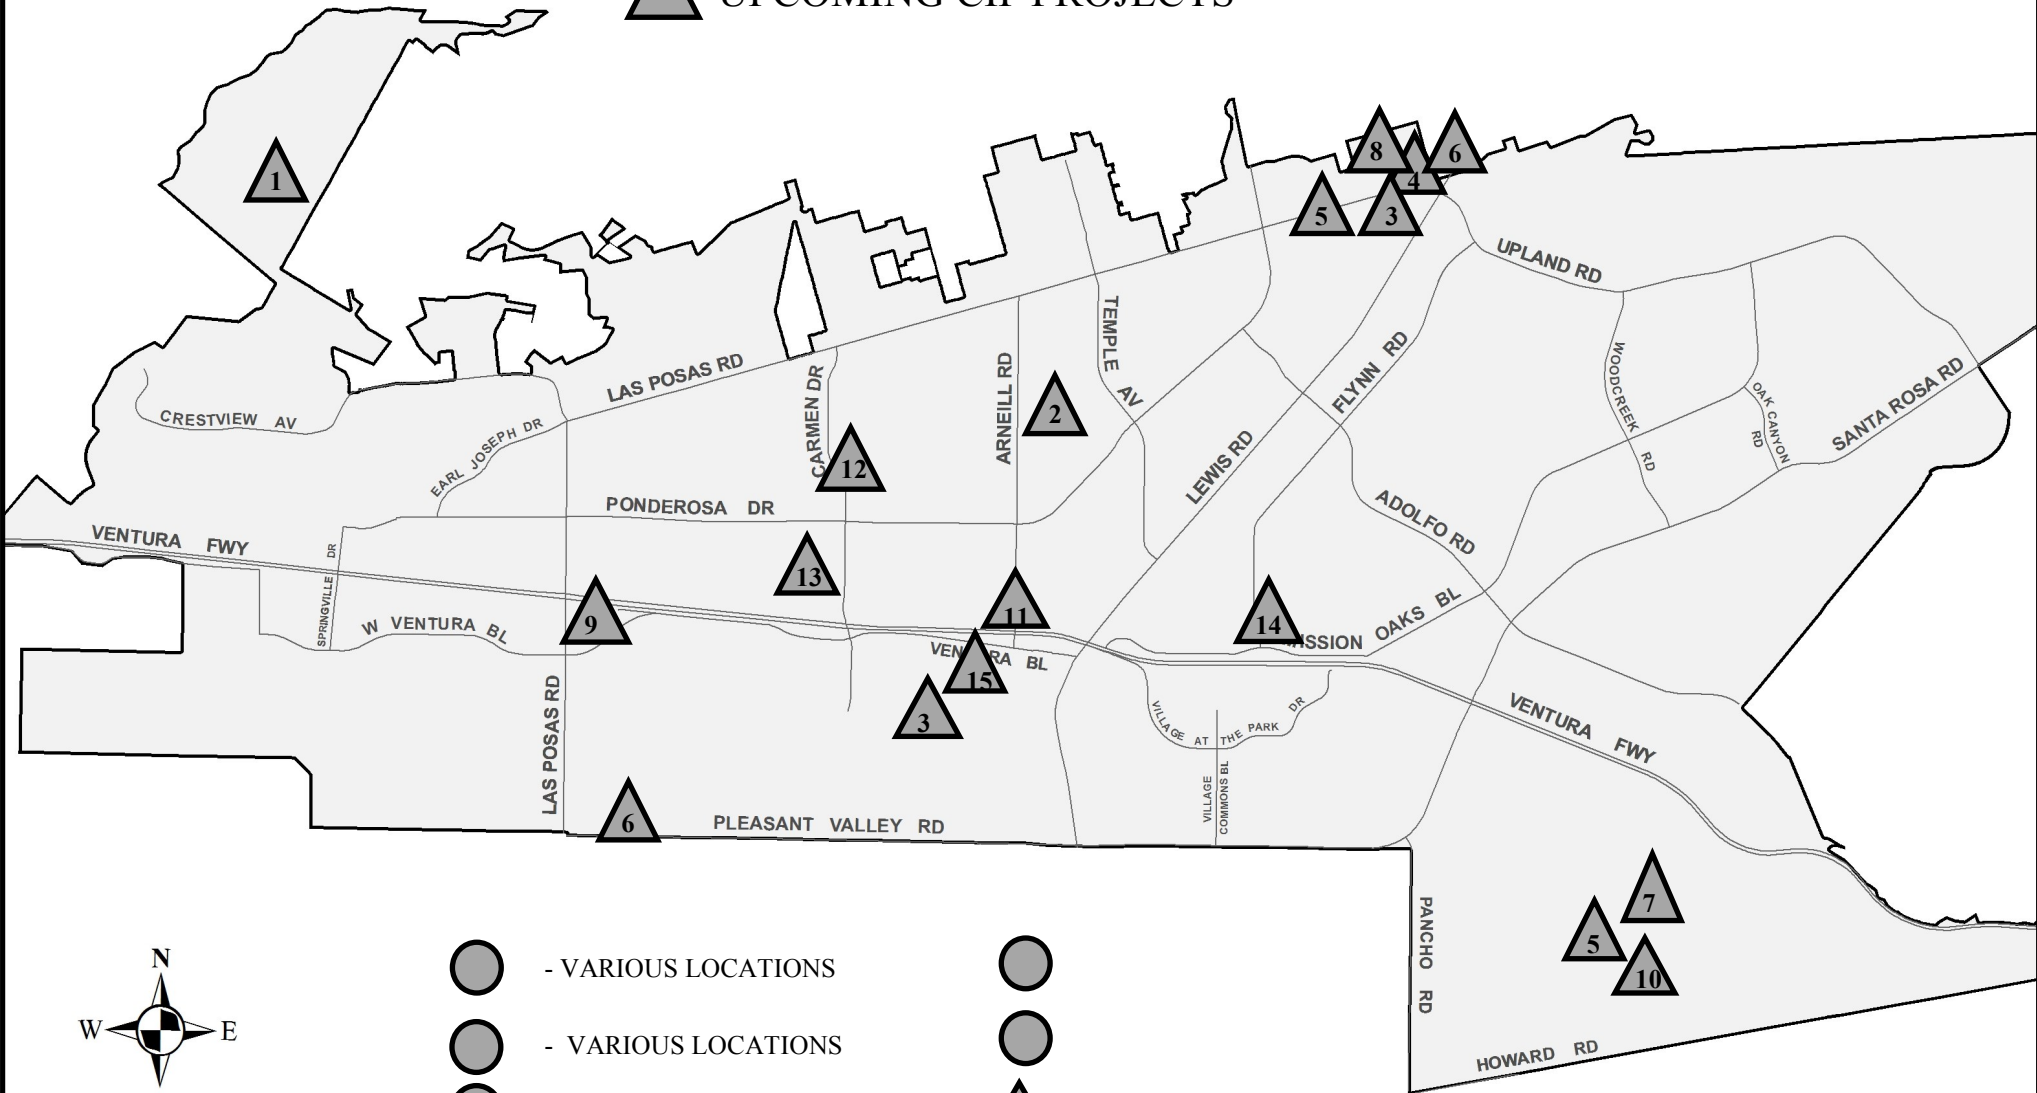 UPCOMING CIP PROJECTS
1
8
6
4
5
3
UPLAND RD
TEMPLE AV
LAS POSAS RD
CARMEN DR
ARNEILL RD
2
FLYNN RD
WOODCREEK RD
OAK CANYON RD
SANTA ROSA RD
CRESTVIEW AV
EARL JOSEPH DR
12
LEWIS RD
PONDEROSA DR
ADOLFO RD
VENTURA FWY
SPRINGVILLE DR
13
9
W VENTURA BL
11
14
MISSION OAKS BL
VENTURA BL
15
3
LAS POSAS RD
VILLAGE AT THE PARK DR
VENTURA FWY
VILLAGE
COMMONS BL
6
PLEASANT VALLEY RD
7
5
10
PANCHO RD
HOWARD RD
N
W E
- VARIOUS LOCATIONS
- VARIOUS LOCATIONS